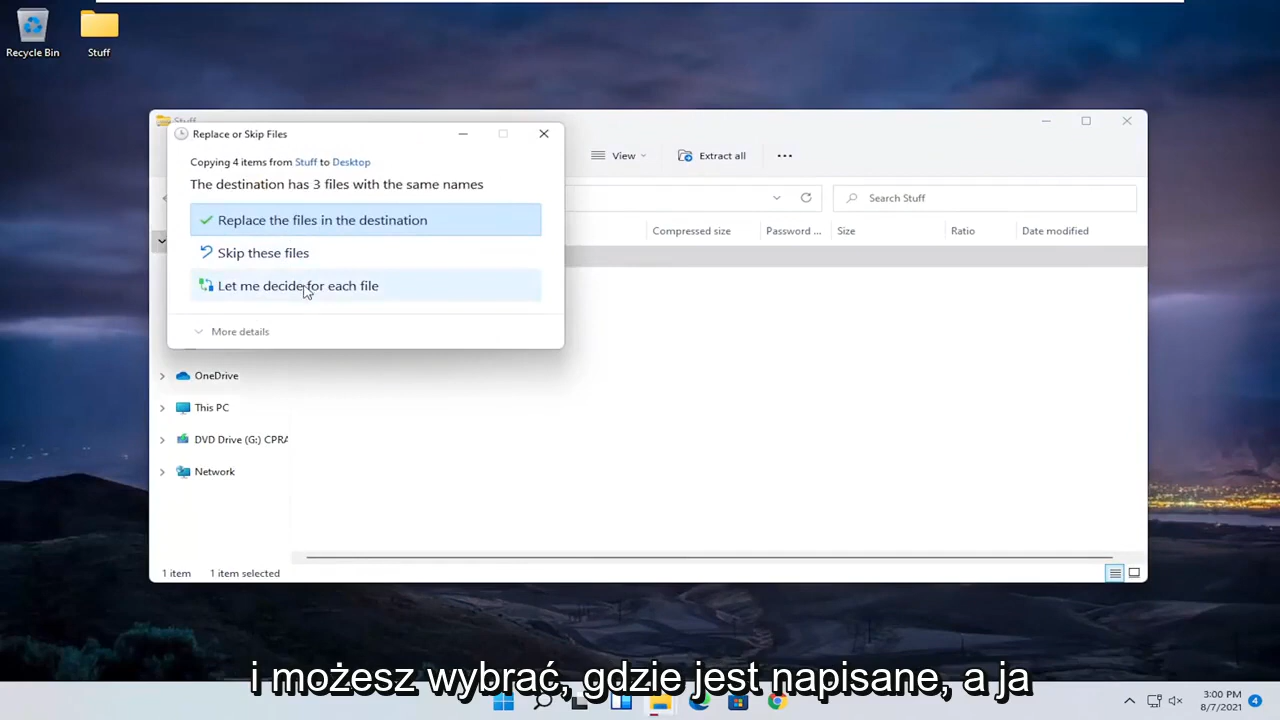 Recycle Bin
Stuff
Stuff
Replace or Skip Files
Copying 4 items from Stuff to Desktop
The destination has 3 files with the same names
Replace the files in the destination
Skip these files
Let me decide for each file
More details
View
Extract all
Search Stuff
Compressed size
Password ...
Size
Ratio
Date modified
OneDrive
This PC
DVD Drive (G:) CPRA
Network
1 item
1 item selected
i możesz wybrać, gdzie jest napisane, a ja
3:00 PM
8/7/2021
4